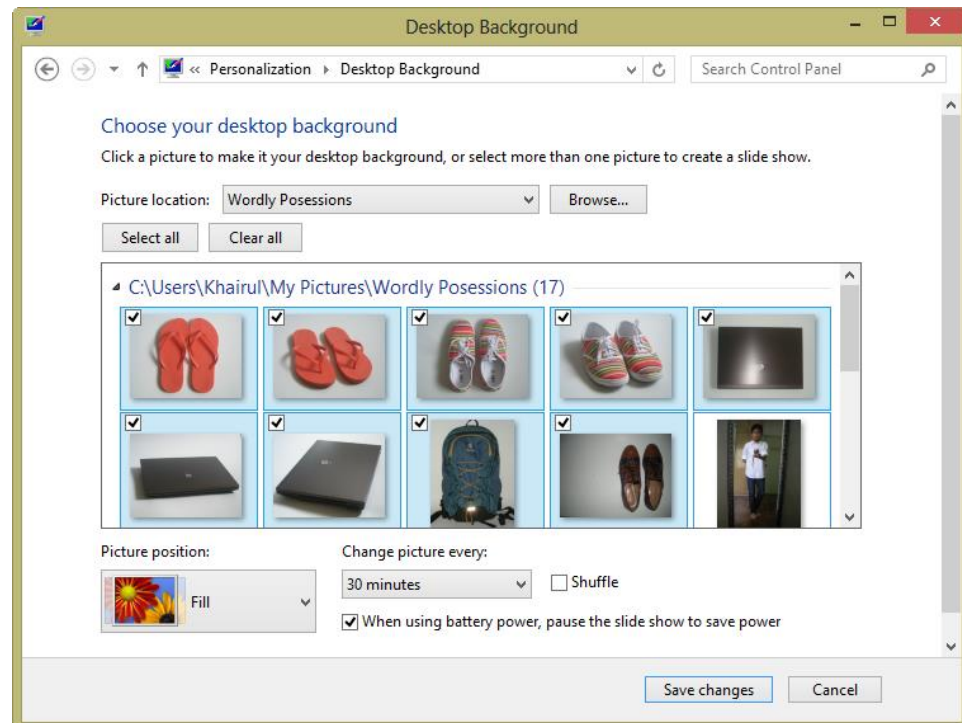 Desktop Background
« Personalization Desktop Background
Search Control Panel
Choose your desktop background
Click a picture to make it your desktop background, or select more than one picture to create a slide show.
Picture location: Wordly Posessions Browse...
Select all Clear all
C:\Users\Khairul\My Pictures\Wordly Posessions (17)
Picture position: Change picture every:
Fill 30 minutes Shuffle
When using battery power, pause the slide show to save power
Save changes Cancel